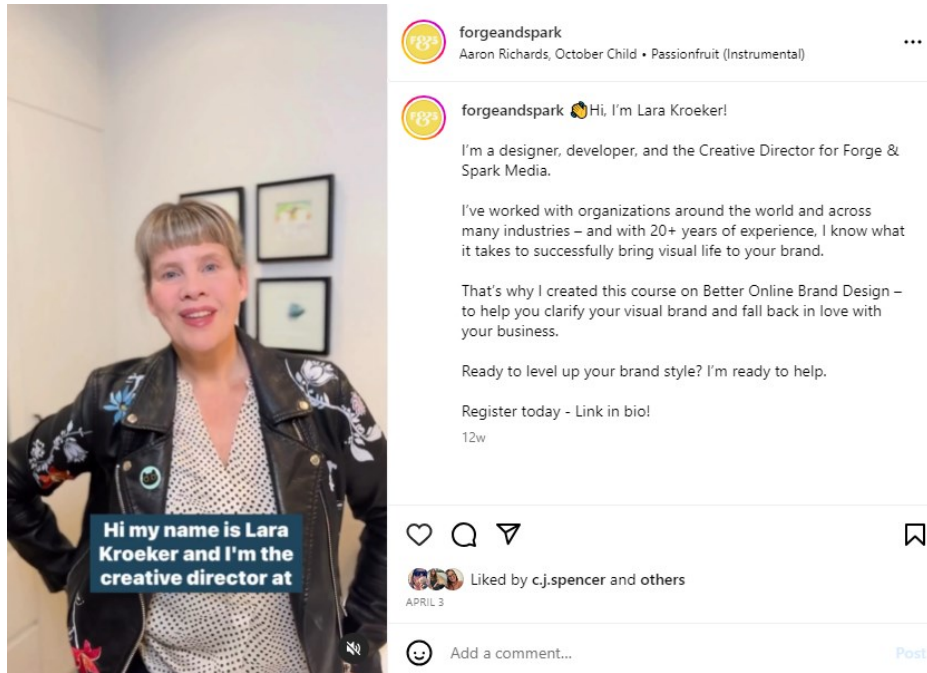 Hi my name is Lara
Kroeker and I'm the
creative director at
forgeandspark
Aaron Richards, October Child • Passionfruit (Instrumental)
forgeandspark 👏Hi, I'm Lara Kroeker!
I'm a designer, developer, and the Creative Director for Forge &
Spark Media.
I've worked with organizations around the world and across
many industries – and with 20+ years of experience, I know what
it takes to successfully bring visual life to your brand.
That's why I created this course on Better Online Brand Design –
to help you clarify your visual brand and fall back in love with
your business.
Ready to level up your brand style? I'm ready to help.
Register today - Link in bio!
12w
Liked by c.j.spencer and others
APRIL 3
Add a comment...
Post